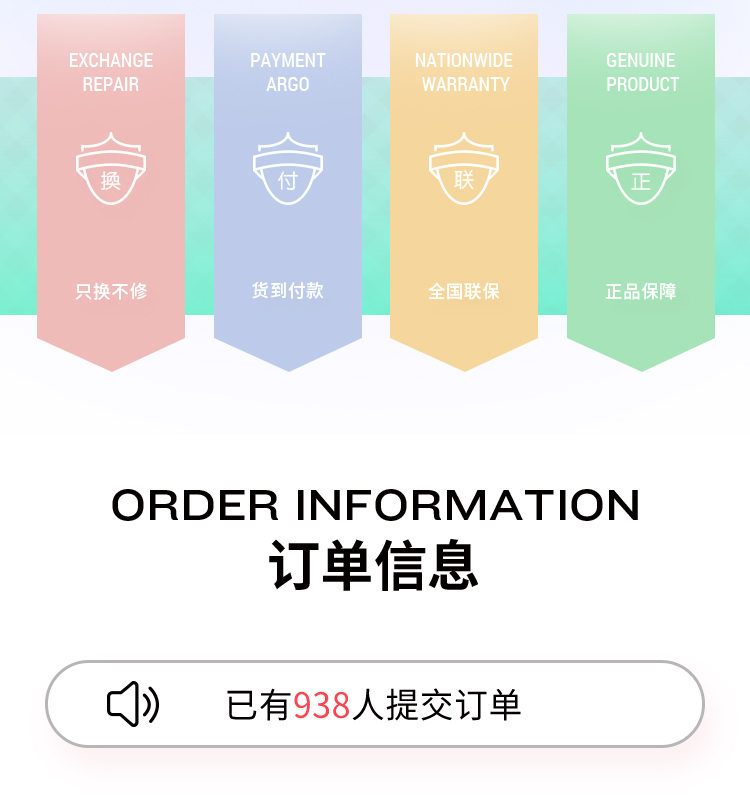 EXCHANGE
REPAIR
換
只换不修
PAYMENT
ARGO
付
货到付款
NATIONWIDE
WARRANTY
联
全国联保
GENUINE
PRODUCT
正
正品保障
ORDER INFORMATION
订单信息
已有938人提交订单